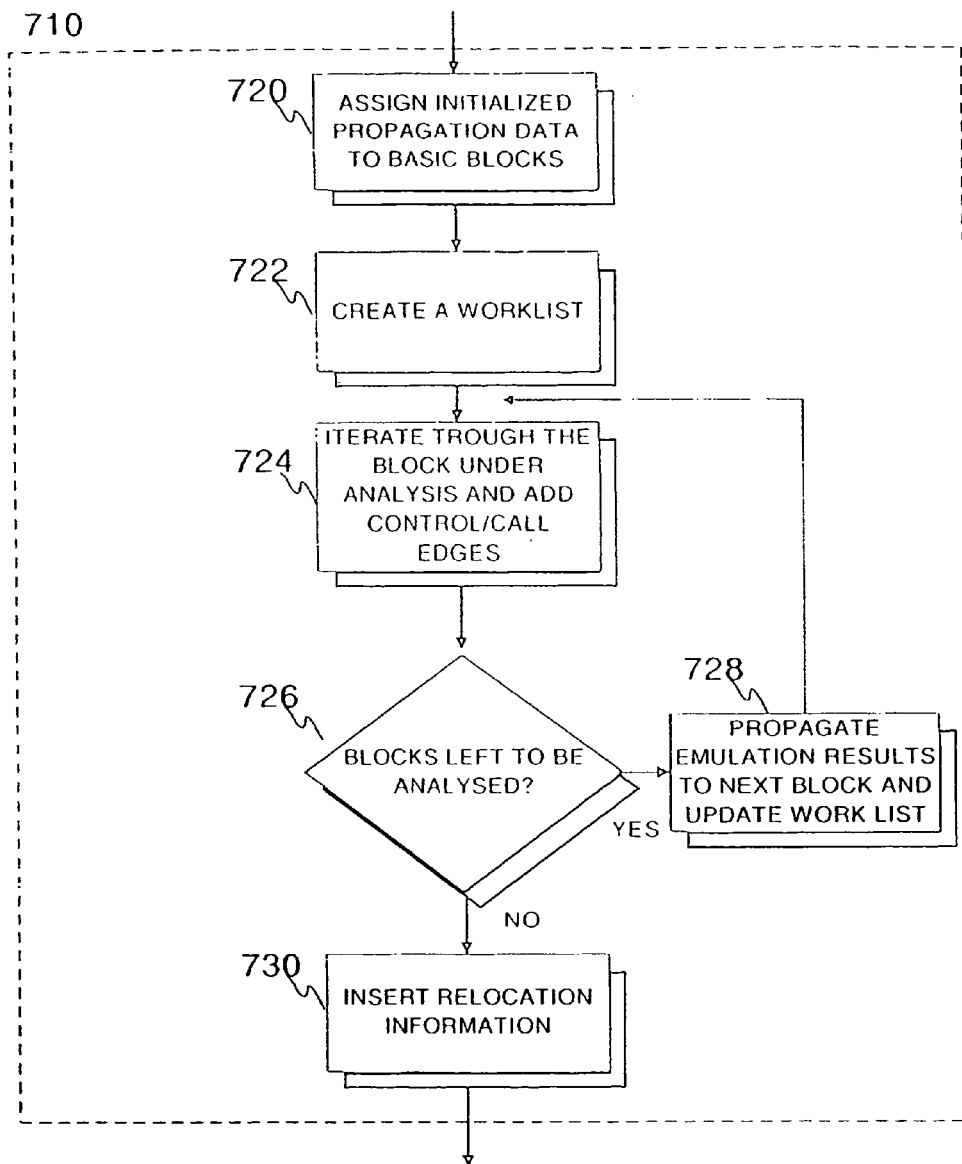 710
720
ASSIGN INITIALIZED
PROPAGATION DATA
TO BASIC BLOCKS
722
CREATE A WORKLIST
724
ITERATE TROUGH THE
BLOCK UNDER
ANALYSIS AND ADD
CONTROL/CALL
EDGES
726
BLOCKS LEFT TO BE
ANALYSED?
YES
728
PROPAGATE
EMULATION RESULTS
TO NEXT BLOCK AND
UPDATE WORK LIST
NO
730
INSERT RELOCATION
INFORMATION